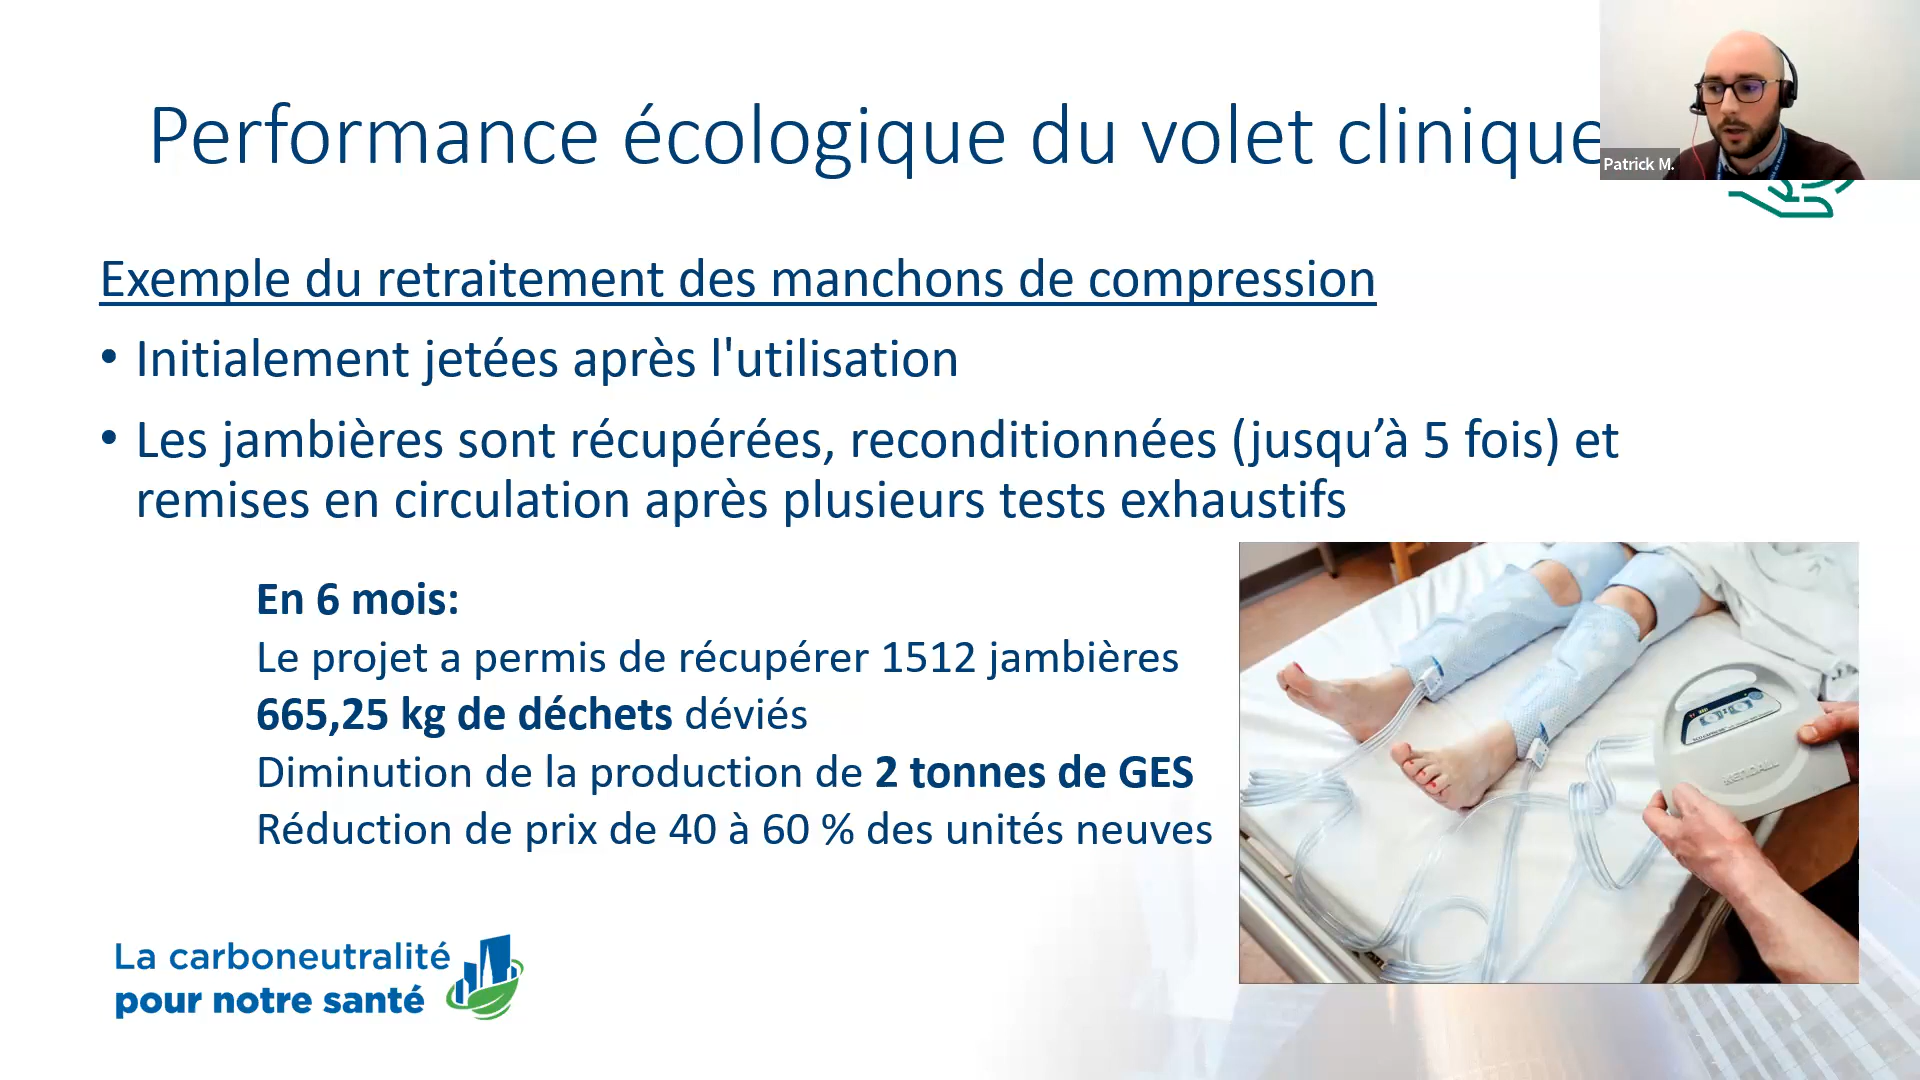 Performance écologique du volet clinique
Patrick M.
Exemple du retraitement des manchons de compression
• Initialement jetées après l'utilisation
• Les jambières sont récupérées, reconditionnées (jusqu’à 5 fois) et
remises en circulation après plusieurs tests exhaustifs
En 6 mois:
Le projet a permis de récupérer 1512 jambières
665,25 kg de déchets déviés
Diminution de la production de 2 tonnes de GES
Réduction de prix de 40 à 60 % des unités neuves
KENDALL
La carboneutralité
pour notre santé